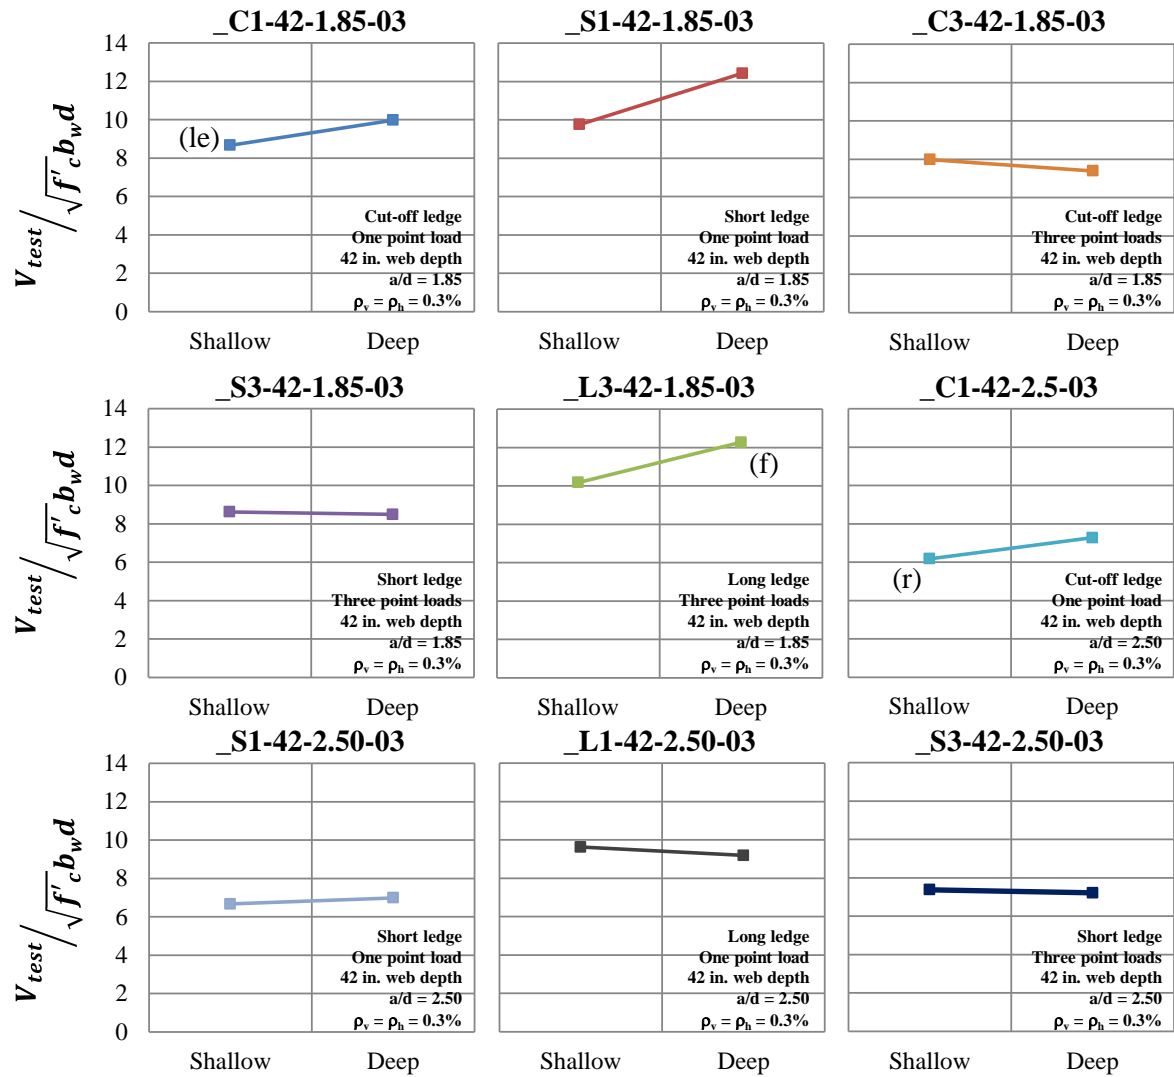 _C1-42-1.85-03
_S1-42-1.85-03
_C3-42-1.85-03
V_test/√f'_c b_w d
14
12
10
8
6
4
2
0
(le)
Cut-off ledge
One point load
42 in. web depth
a/d = 1.85
ρv = ρh = 0.3%
Short ledge
One point load
42 in. web depth
a/d = 1.85
ρv = ρh = 0.3%
Cut-off ledge
Three point loads
42 in. web depth
a/d = 1.85
ρv = ρh = 0.3%
Shallow Deep
Shallow Deep
Shallow Deep
_S3-42-1.85-03
_L3-42-1.85-03
_C1-42-2.5-03
V_test/√f'_c b_w d
14
12
10
8
6
4
2
0
Short ledge
Three point loads
42 in. web depth
a/d = 1.85
ρv = ρh = 0.3%
(f)
Long ledge
Three point loads
42 in. web depth
a/d = 1.85
ρv = ρh = 0.3%
(r)
Cut-off ledge
One point load
42 in. web depth
a/d = 2.50
ρv = ρh = 0.3%
Shallow Deep
Shallow Deep
Shallow Deep
_S1-42-2.50-03
_L1-42-2.50-03
_S3-42-2.50-03
V_test/√f'_c b_w d
14
12
10
8
6
4
2
0
Short ledge
One point load
42 in. web depth
a/d = 2.50
ρv = ρh = 0.3%
Long ledge
One point load
42 in. web depth
a/d = 2.50
ρv = ρh = 0.3%
Short ledge
Three point loads
42 in. web depth
a/d = 2.50
ρv = ρh = 0.3%
Shallow Deep
Shallow Deep
Shallow Deep